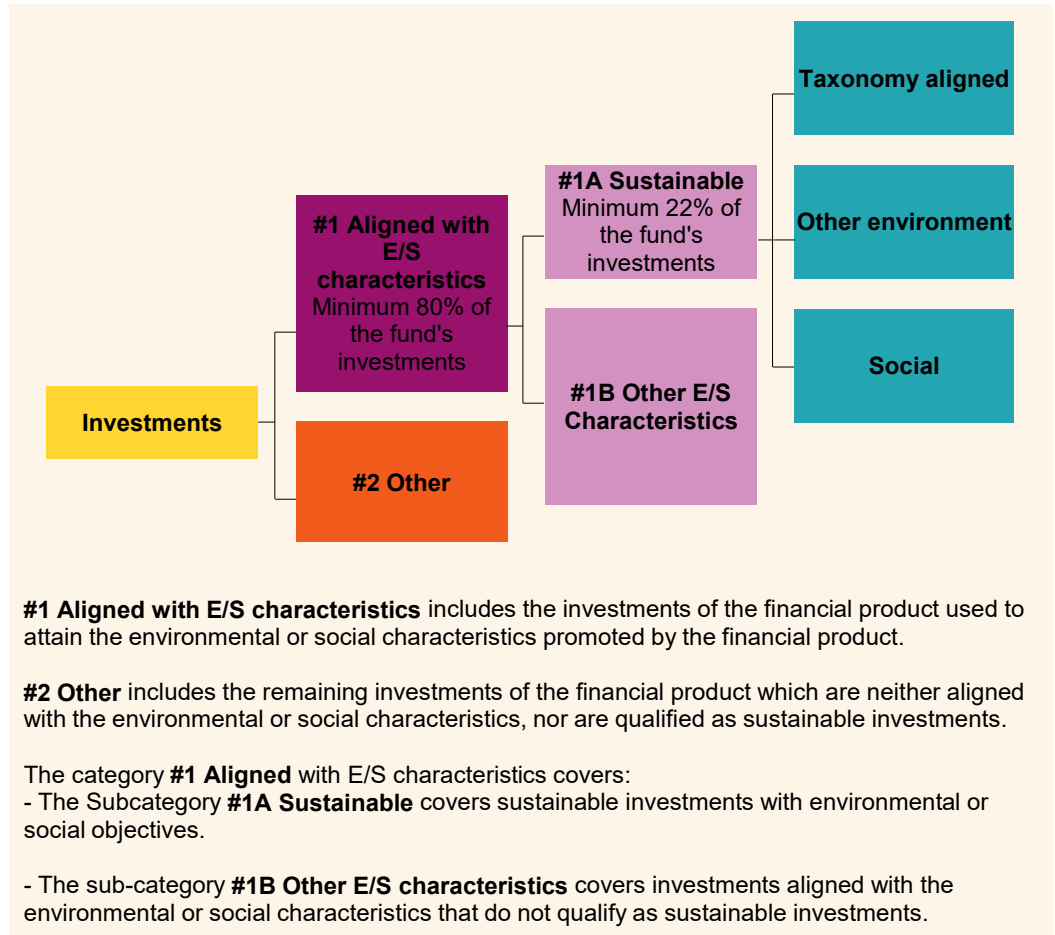 Taxonomy aligned
#1A Sustainable
Minimum 22% of
the fund's
investments
Other environment
#1 Aligned with
E/S
characteristics
Minimum 80% of
the fund's
investments
Social
#1B Other E/S
Characteristics
Investments
#2 Other
#1 Aligned with E/S characteristics includes the investments of the financial product used to
attain the environmental or social characteristics promoted by the financial product.
#2 Other includes the remaining investments of the financial product which are neither aligned
with the environmental or social characteristics, nor are qualified as sustainable investments.
The category #1 Aligned with E/S characteristics covers:
- The Subcategory #1A Sustainable covers sustainable investments with environmental or
social objectives.
- The sub-category #1B Other E/S characteristics covers investments aligned with the
environmental or social characteristics that do not qualify as sustainable investments.